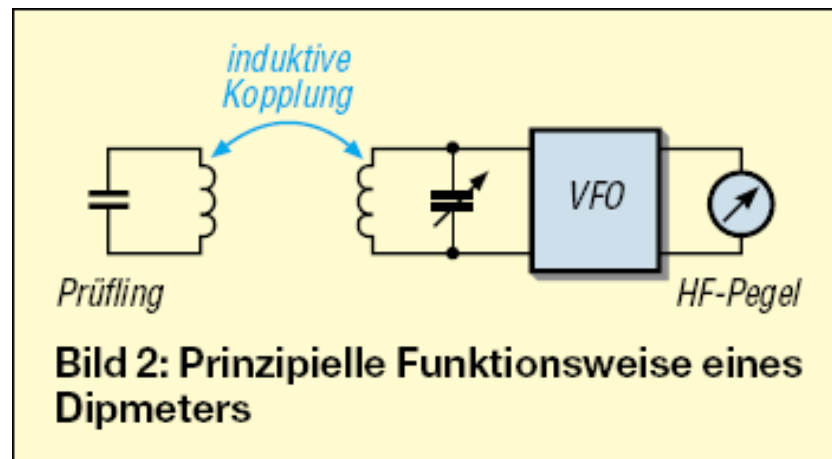 induktive
Kopplung
VFO
Prüfling
HF-Pegel
Bild 2: Prinzipielle Funktionsweise eines
Dipmeters